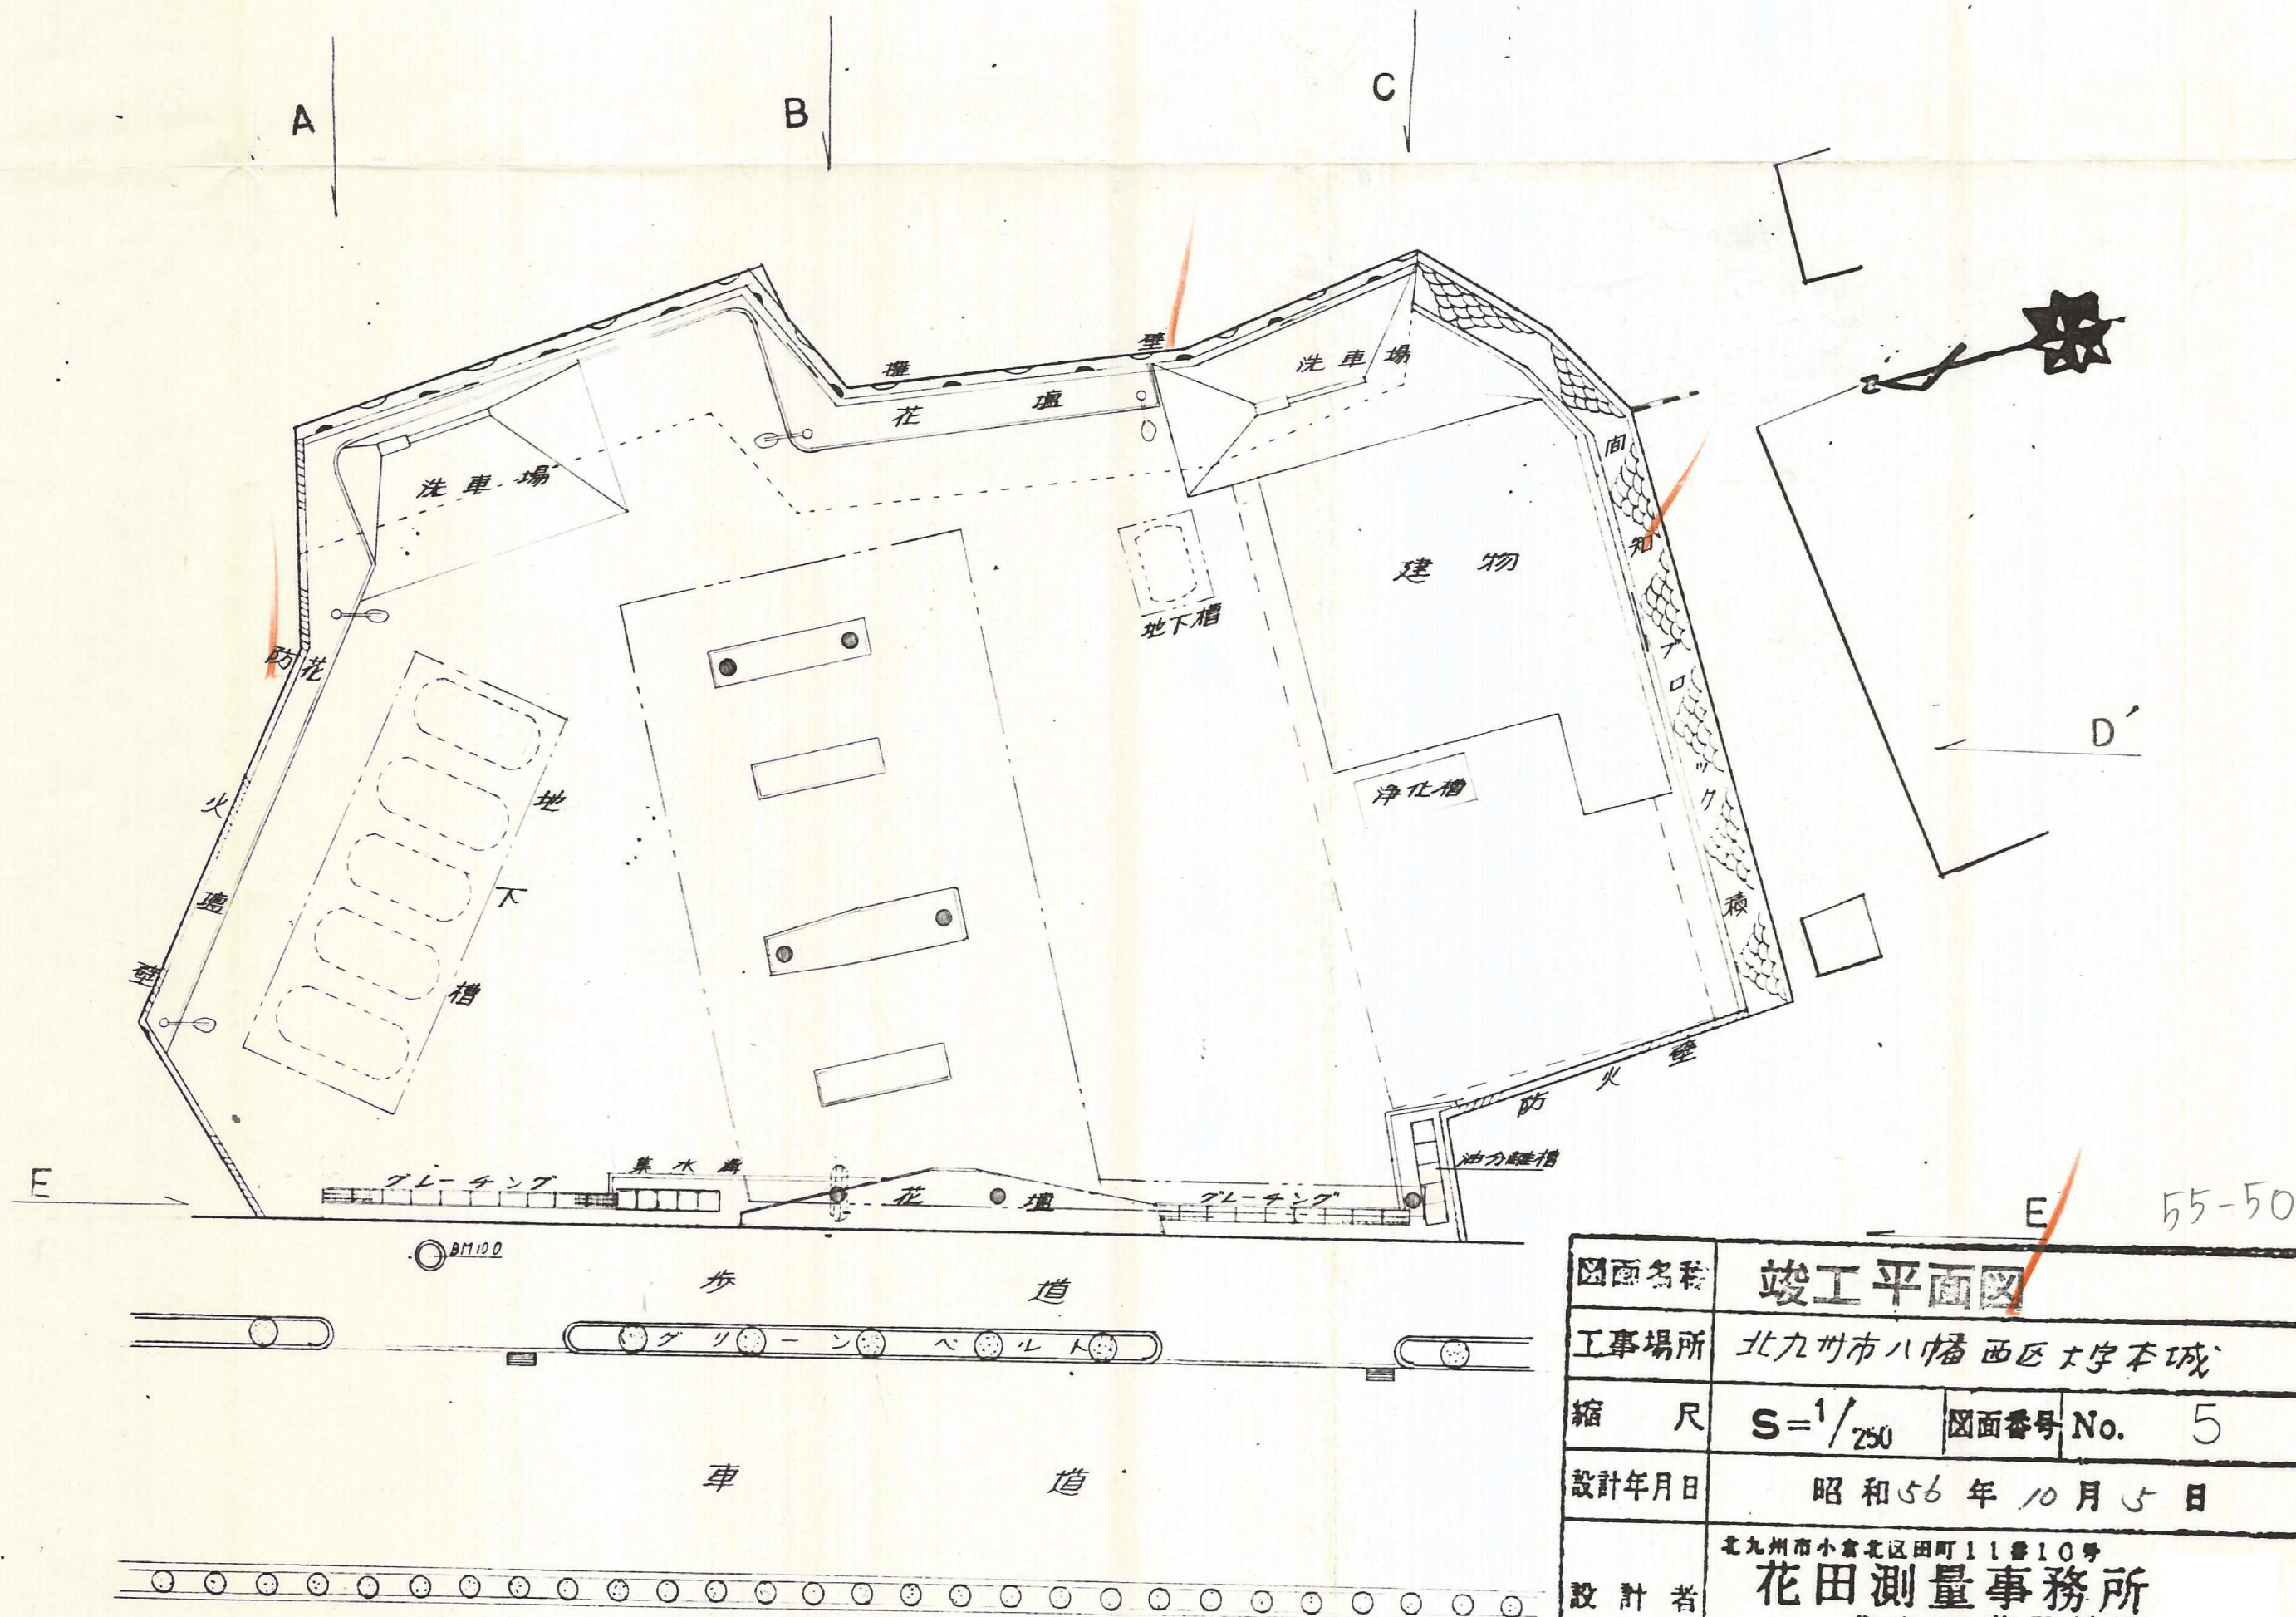 A
B
C
擁
壁
洗車場
花壇
洗車場
間知ブロック積
建物
地下槽
防火壁
花壇
D′
地下槽
浄化槽
防火壁
油分離槽
E
グレーチング
集水溝
花壇
グレーチング
E
55-50
BM100
歩道
グリーンベルト
車道
図面名称 竣工平面図
工事場所 北九州市八幡西区大字本城
縮尺 S=1/250 図面番号 No. 5
設計年月日 昭和56年10月5日
設計者 北九州市小倉北区田町11番10号
花田測量事務所